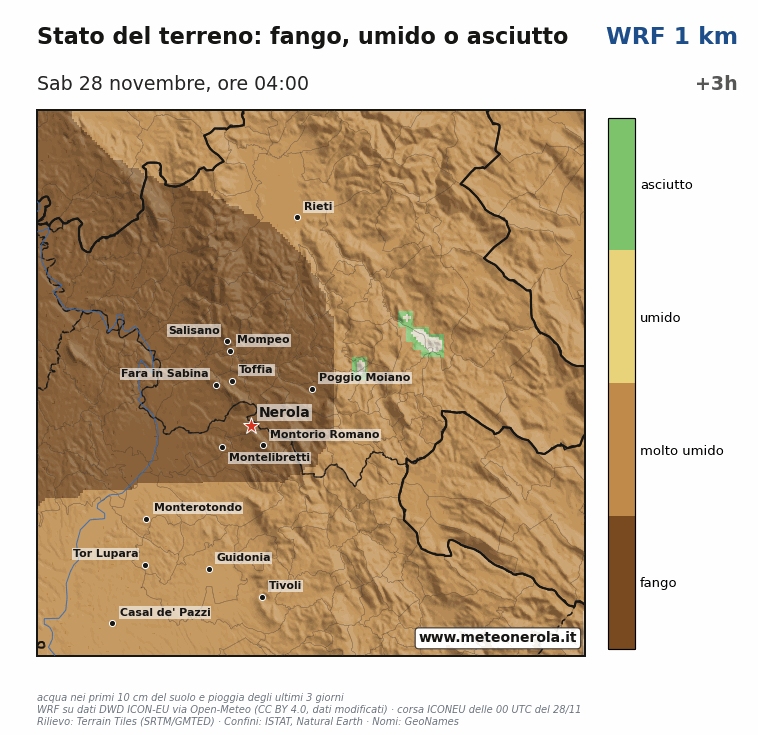 Stato del terreno: fango, umido o asciutto
WRF 1 km
Sab 28 novembre, ore 04:00
+3h
Rieti
Salisano
Mompeo
Toffia
Fara in Sabina
Poggio Moiano
Nerola
Montorio Romano
Montelibretti
Monterotondo
Tor Lupara
Guidonia
Tivoli
Casal de' Pazzi
www.meteonerola.it
asciutto
umido
molto umido
fango
acqua nei primi 10 cm del suolo e pioggia degli ultimi 3 giorni
WRF su dati DWD ICON-EU via Open-Meteo (CC BY 4.0, dati modificati) · corsa ICONEU delle 00 UTC del 28/11
Rilievo: Terrain Tiles (SRTM/GMTED) · Confini: ISTAT, Natural Earth · Nomi: GeoNames